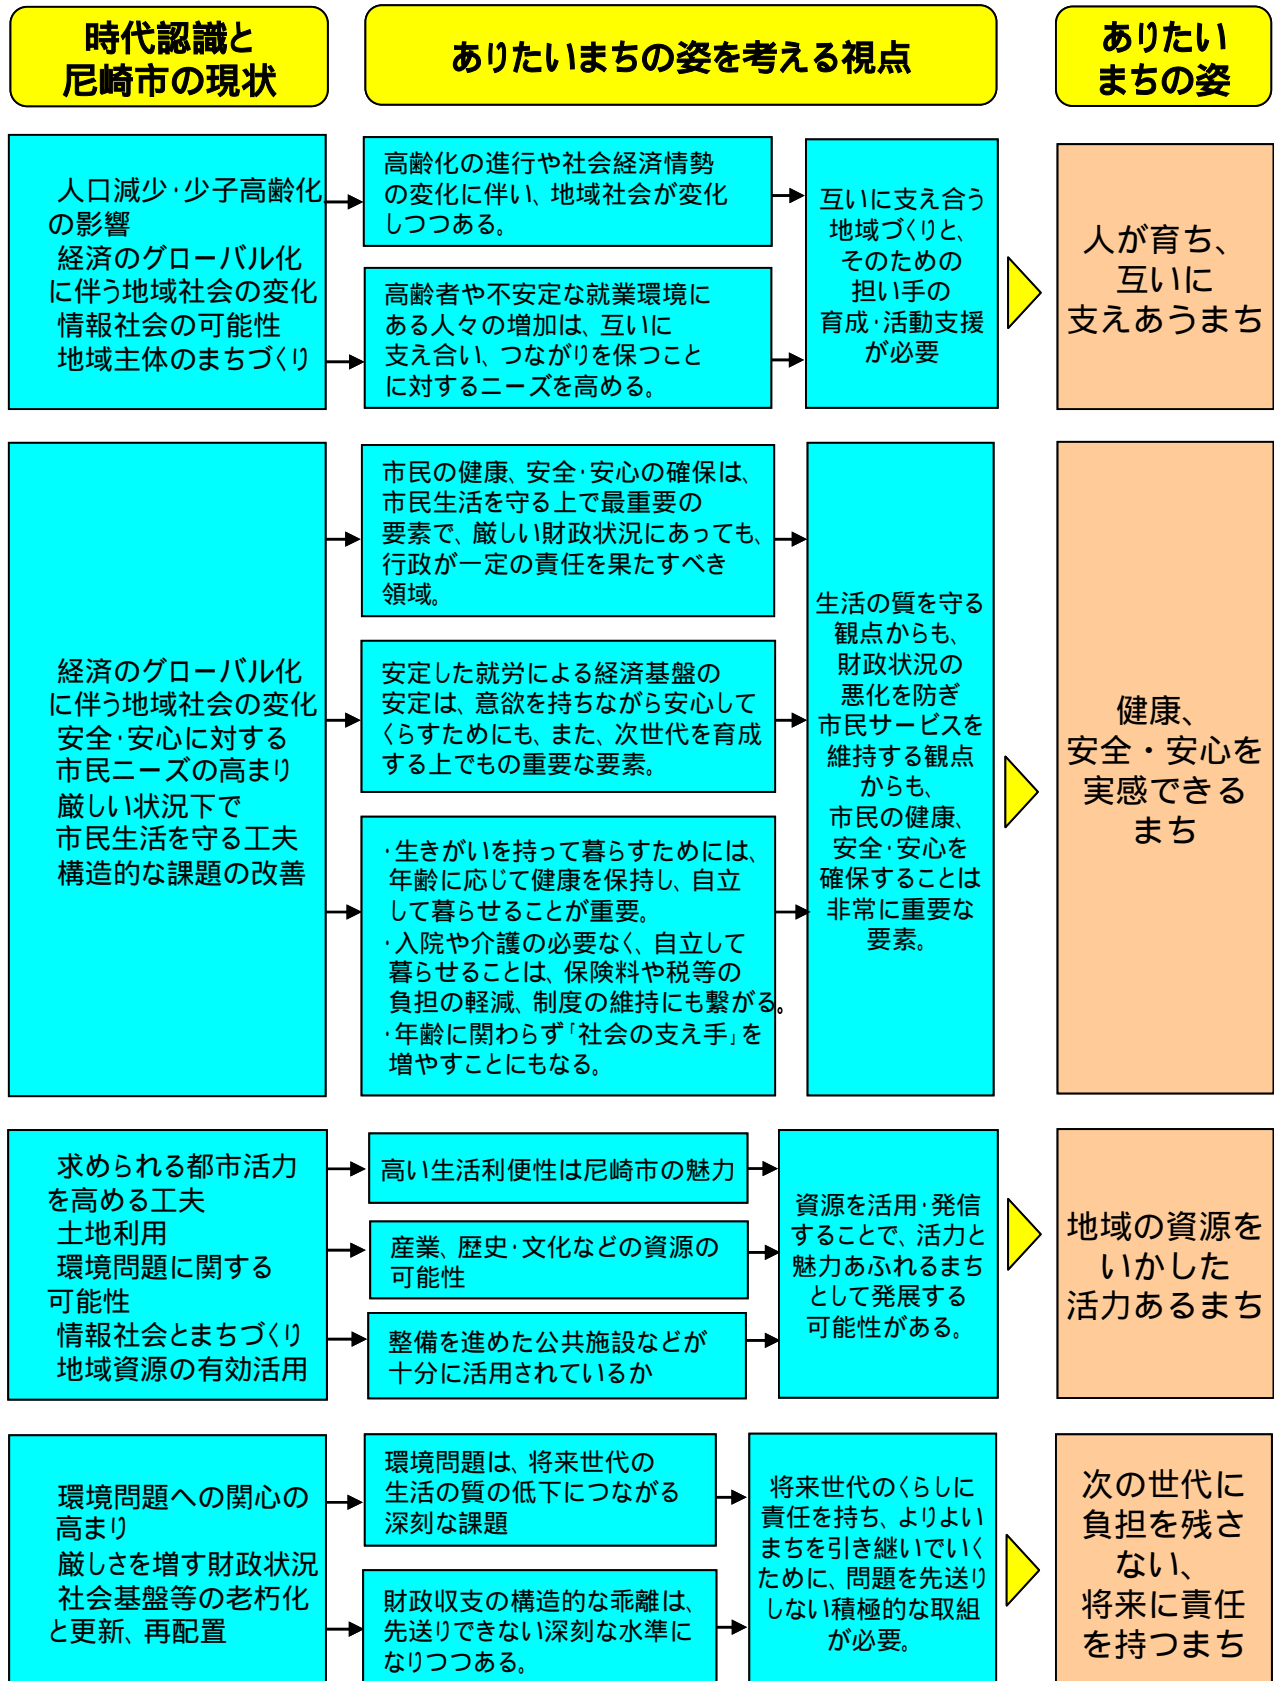 時代認識と
尼崎市の現状
ありたいまちの姿を考える視点
ありたい
まちの姿
人口減少・少子高齢化
の影響
経済のグローバル化
に伴う地域社会の変化
情報社会の可能性
地域主体のまちづくり
高齢化の進行や社会経済情勢
の変化に伴い、地域社会が変化
しつつある。
高齢者や不安定な就業環境に
ある人々の増加は、互いに
支え合い、つながりを保つこと
に対するニーズを高める。
互いに支え合う
地域づくりと、
そのための
担い手の
育成・活動支援
が必要
人が育ち、
互いに
支えあうまち
経済のグローバル化
に伴う地域社会の変化
安全・安心に対する
市民ニーズの高まり
厳しい状況下で
市民生活を守る工夫
構造的な課題の改善
市民の健康、安全・安心の確保は、
市民生活を守る上で最重要の
要素で、厳しい財政状況にあっても、
行政が一定の責任を果たすべき
領域。
安定した就労による経済基盤の
安定は、意欲を持ちながら安心して
くらすためにも、また、次世代を育成
する上でもの重要な要素。
・生きがいを持って暮らすためには、
年齢に応じて健康を保持し、自立
して暮らせることが重要。
・入院や介護の必要なく、自立して
暮らせることは、保険料や税等の
負担の軽減、制度の維持にも繋がる。
・年齢に関わらず「社会の支え手」を
増やすことにもなる。
生活の質を守る
観点からも、
財政状況の
悪化を防ぎ
市民サービスを
維持する観点
からも、
市民の健康、
安全・安心を
確保することは
非常に重要な
要素。
健康、
安全・安心を
実感できる
まち
求められる都市活力
を高める工夫
土地利用
環境問題に関する
可能性
情報社会とまちづくり
地域資源の有効活用
高い生活利便性は尼崎市の魅力
産業、歴史・文化などの資源の
可能性
整備を進めた公共施設などが
十分に活用されているか
資源を活用・発信
することで、活力と
魅力あふれるまち
として発展する
可能性がある。
地域の資源を
いかした
活力あるまち
環境問題への関心の
高まり
厳しさを増す財政状況
社会基盤等の老朽化
と更新、再配置
環境問題は、将来世代の
生活の質の低下につながる
深刻な課題
財政収支の構造的な乖離は、
先送りできない深刻な水準に
なりつつある。
将来世代のくらしに
責任を持ち、よりよい
まちを引き継いでいく
ために、問題を先送り
しない積極的な取組
が必要。
次の世代に
負担を残さ
ない、
将来に責任
を持つまち